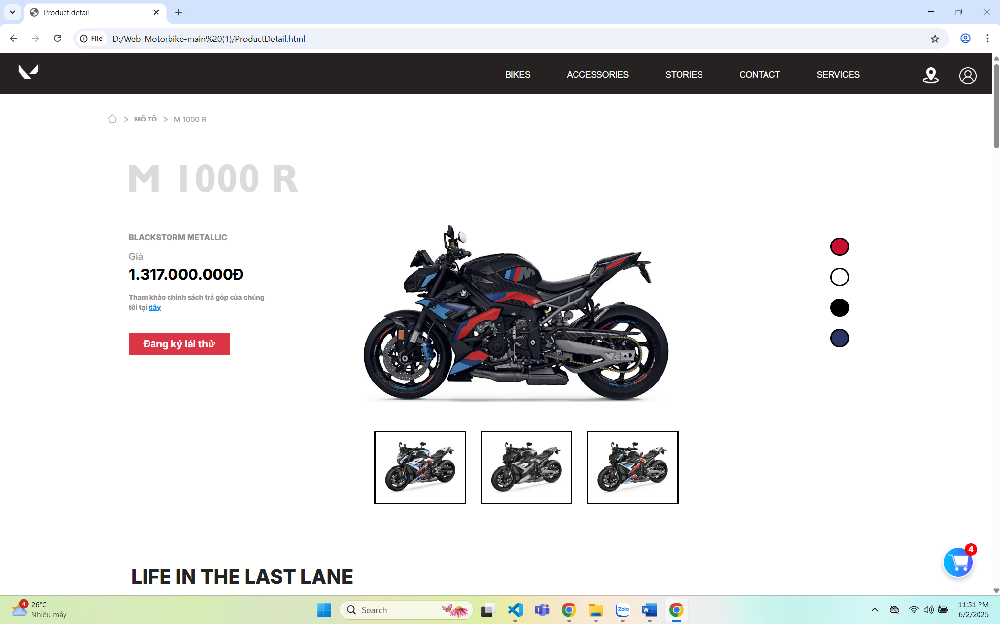 Product detail
File
D:/Web_Motorbike-main%20(1)/ProductDetail.html
BIKES
ACCESSORIES
STORIES
CONTACT
SERVICES
MÔ TÔ
M 1000 R
M 1000 R
BLACKSTORM METALLIC
Giá
1.317.000.000Đ
Tham khảo chính sách trả góp của chúng
tôi tại đây
Đăng ký lái thử
4
LIFE IN THE LAST LANE
4
26°C
Nhiều mây
Search
Zalo
11:51 PM
6/2/2025